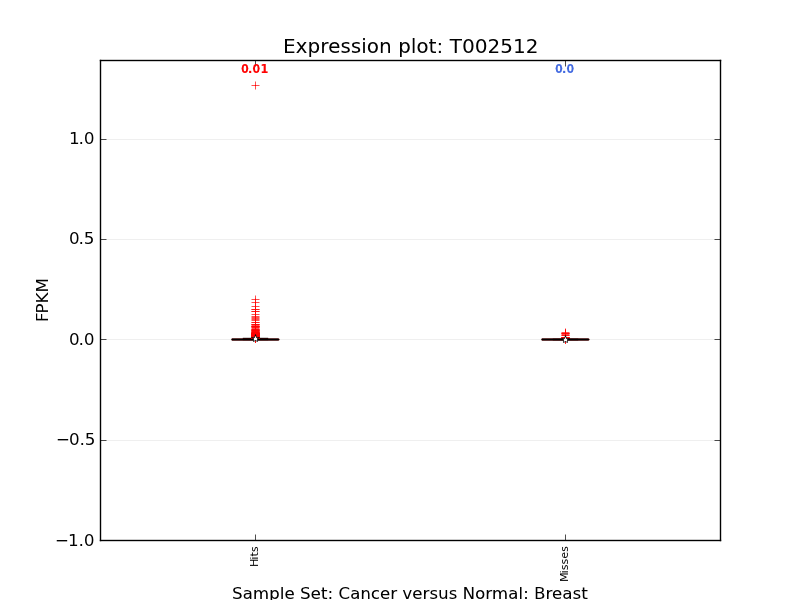 Expression plot: T002512
0.01
0.0
1.0
0.5
0.0
−0.5
−1.0
FPKM
Hits
Misses
Sample Set: Cancer versus Normal: Breast